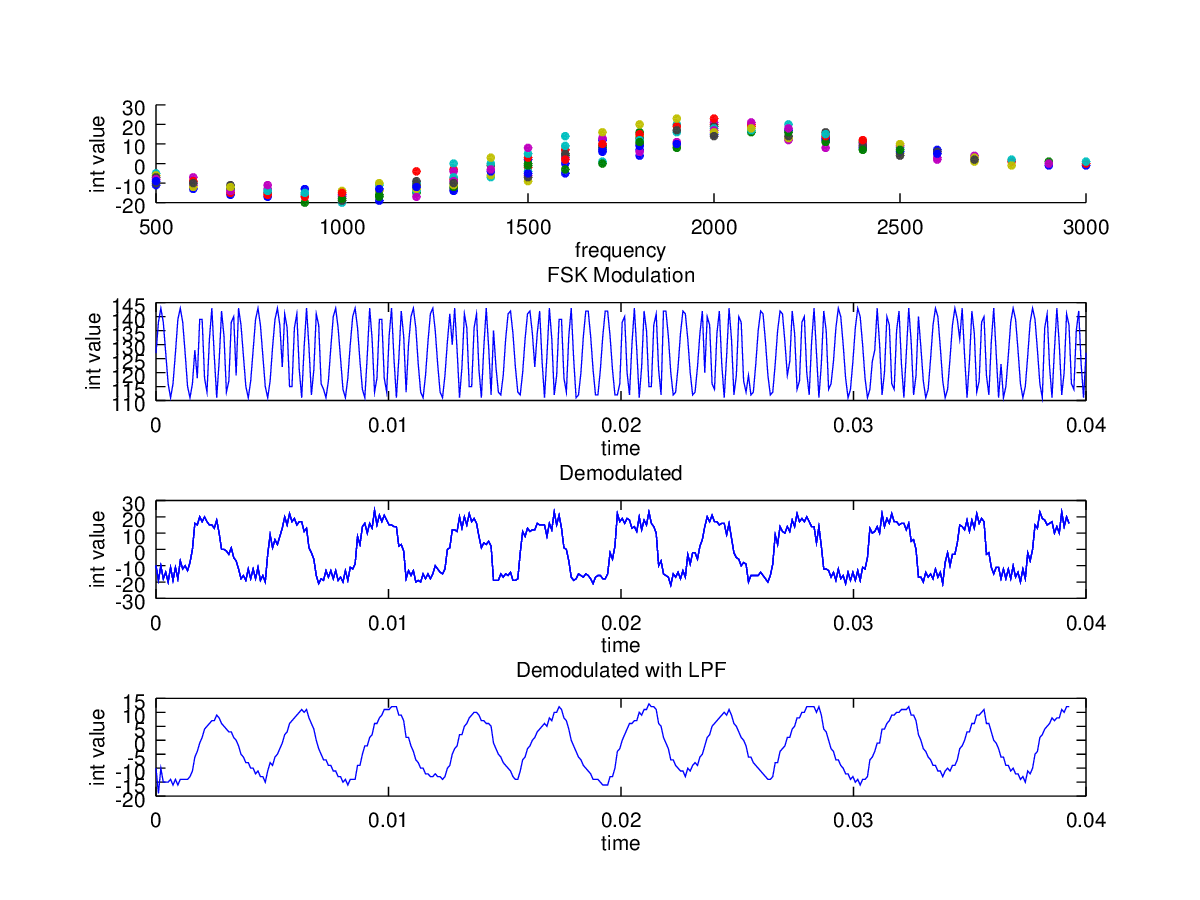 30
20
10
0
-10
-20
int value
500 1000 1500 2000 2500 3000
frequency
FSK Modulation
145
140
135
130
125
120
115
110
int value
0 0.01 0.02 0.03 0.04
time
Demodulated
30
20
10
0
-10
-20
-30
int value
0 0.01 0.02 0.03 0.04
time
Demodulated with LPF
15
10
5
0
-5
-10
-15
-20
int value
0 0.01 0.02 0.03 0.04
time